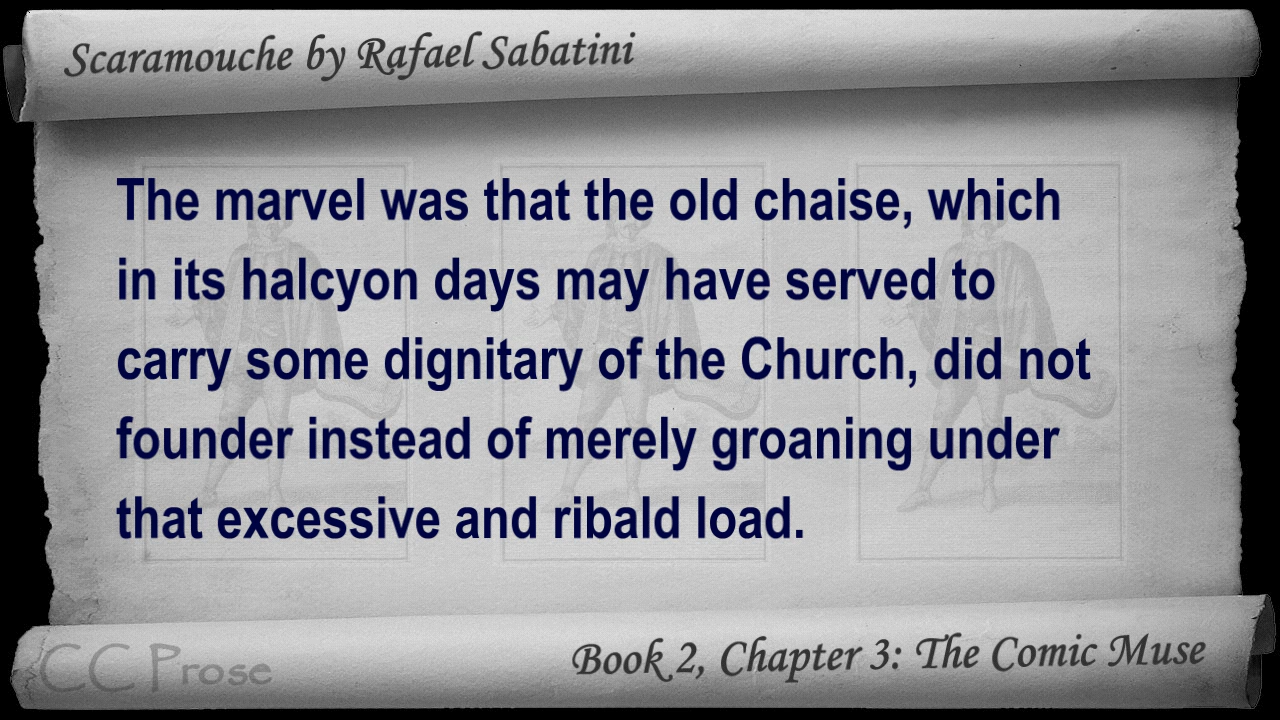 Scaramouche by Rafael Sabatini
The marvel was that the old chaise, which
in its halcyon days may have served to
carry some dignitary of the Church, did not
founder instead of merely groaning under
that excessive and ribald load.
CC Prose
Book 2, Chapter 3: The Comic Muse